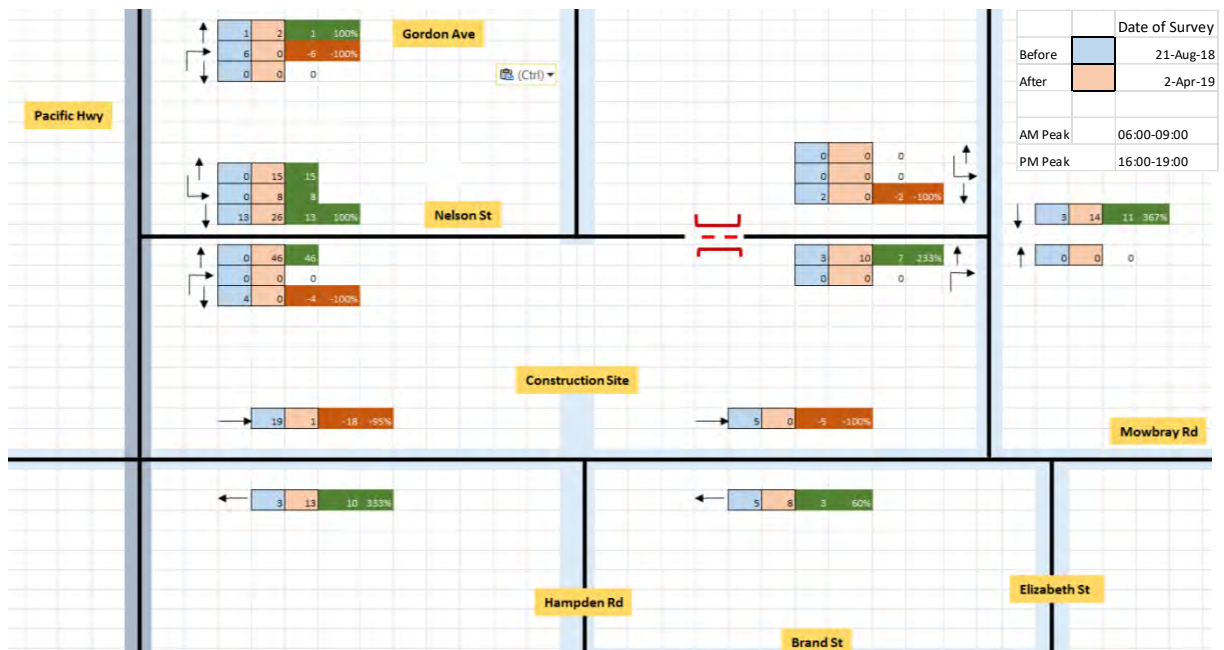 Date of Survey
Before 21-Aug-18
After 2-Apr-19
AM Peak 06:00-09:00
PM Peak 16:00-19:00
1 2 1 100%
6 0 -6 -100%
0 0 0
Gordon Ave
(Ctrl)
Pacific Hwy
0 15 15
0 8 8
13 26 13 100%
Nelson St
0 0 0
0 0 0
2 0 -2 -100%
3 14 11 367%
0 46 46
0 0 0
4 0 -4 -100%
3 10 7 233%
0 0 0
0 0 0
Construction Site
19 1 -18 -95%
5 0 -5 -100%
Mowbray Rd
3 13 10 333%
5 8 3 60%
Hampden Rd
Elizabeth St
Brand St